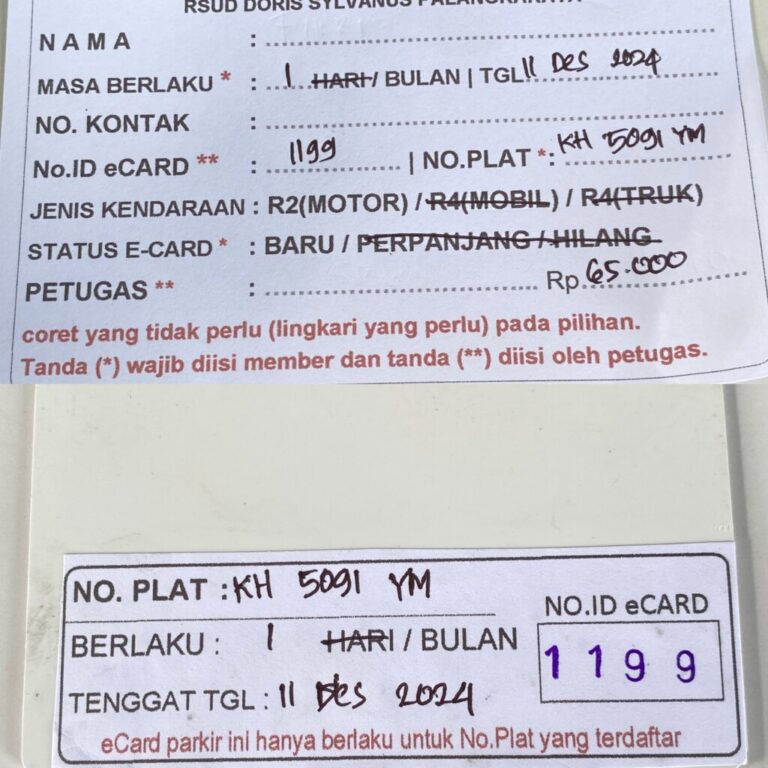 RSUD DORIS SYLVANUS PALANGKARAYA
NAMA :
MASA BERLAKU * : 1 HARI / BULAN | TGL 11 Des 2024
NO. KONTAK :
No.ID eCARD ** : 1199 | NO.PLAT *: KH 5091 YM
JENIS KENDARAAN : R2(MOTOR) / R4(MOBIL) / R4(TRUK)
STATUS E-CARD * : BARU / PERPANJANG / HILANG
PETUGAS ** : Rp. 65.000
coret yang tidak perlu (lingkari yang perlu) pada pilihan.
Tanda (*) wajib diisi member dan tanda (**) diisi oleh petugas.
NO. PLAT : KH 5091 YM
NO.ID eCARD
BERLAKU : 1 HARI / BULAN
1199
TENGGAT TGL : 11 Des 2024
eCard parkir ini hanya berlaku untuk No.Plat yang terdaftar